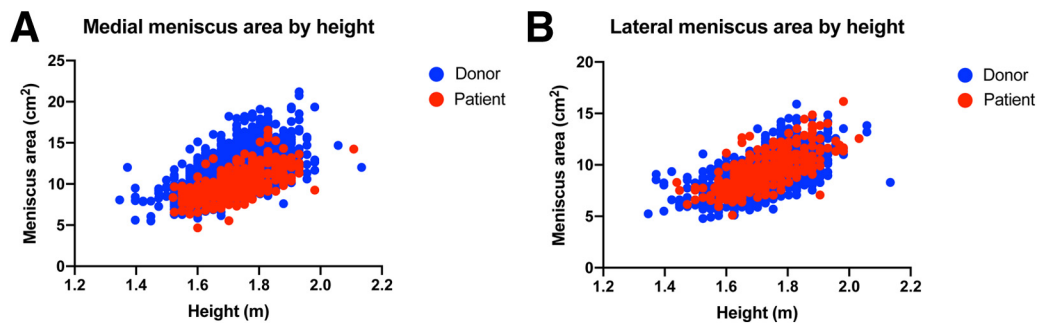 A
Medial meniscus area by height
25
20
15
10
5
0
Meniscus area (cm²)
1.2
1.4
1.6
1.8
2.0
2.2
Height (m)
Donor
Patient
B
Lateral meniscus area by height
20
15
10
5
0
Meniscus area (cm²)
1.2
1.4
1.6
1.8
2.0
2.2
Height (m)
Donor
Patient